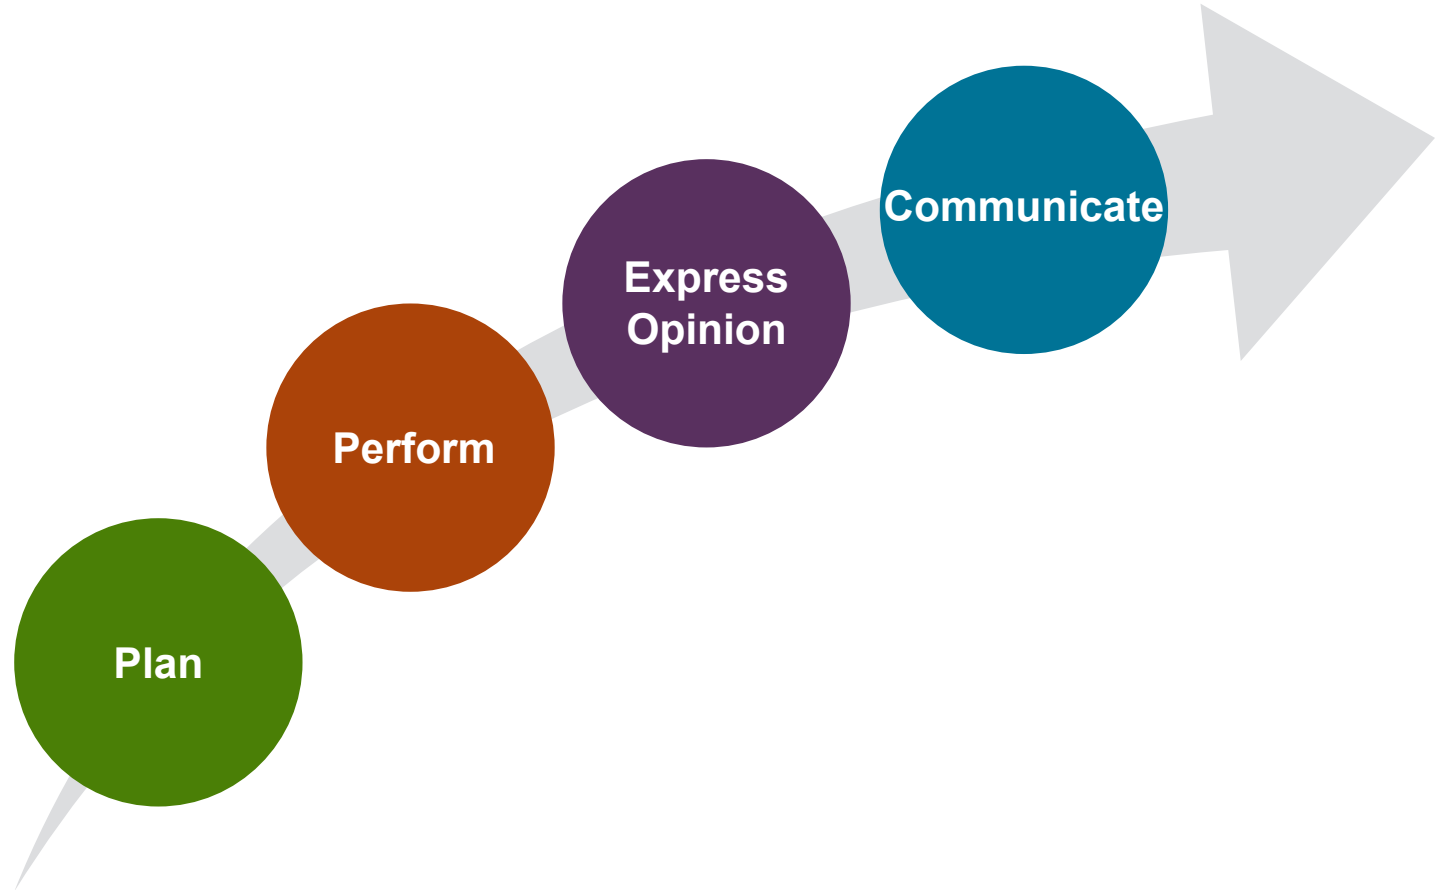 Communicate
Express
Opinion
Perform
Plan